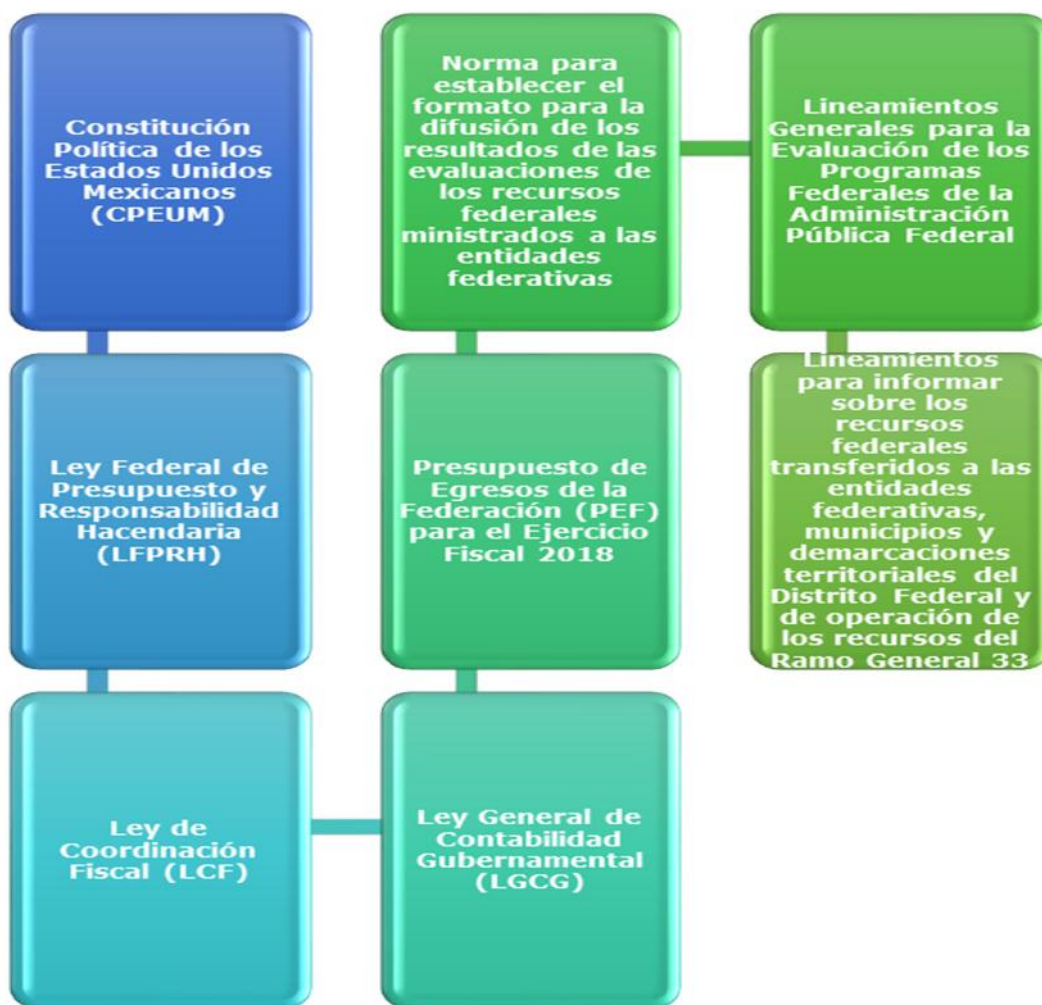 Constitución
Política de los
Estados Unidos
Mexicanos
(CPEUM)
Ley Federal de
Presupuesto y
Responsabilidad
Hacendaria
(LFPRH)
Ley de
Coordinación
Fiscal (LCF)
Ley General de
Contabilidad
Gubernamental
(LGCG)
Presupuesto de
Egresos de la
Federación (PEF)
para el Ejercicio
Fiscal 2018
Norma para
establecer el
formato para la
difusión de los
resultados de las
evaluaciones de
los recursos
federales
ministrados a las
entidades
federativas
Lineamientos
Generales para la
Evaluación de los
Programas
Federales de la
Administración
Pública Federal
Lineamientos
para informar
sobre los
recursos
federales
transferidos a las
entidades
federativas,
municipios y
demarcaciones
territoriales del
Distrito Federal y
de operación de
los recursos del
Ramo General 33